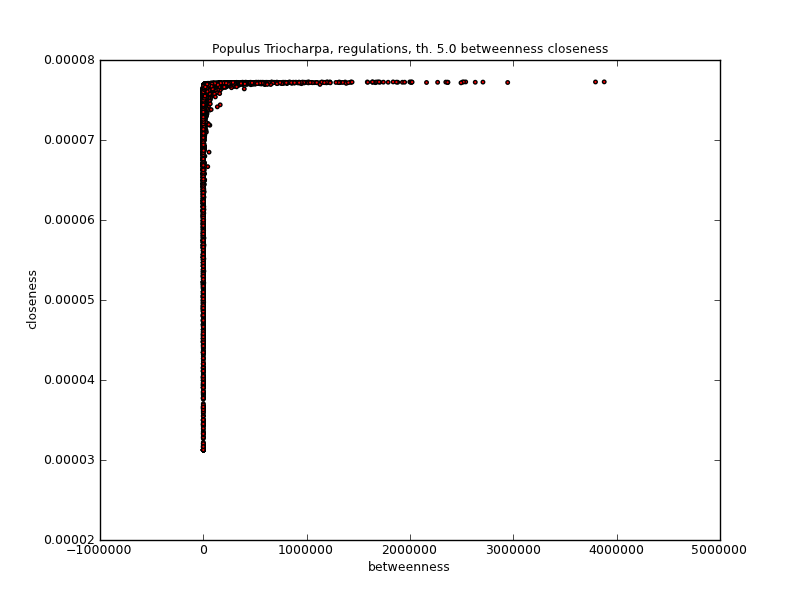 Populus Triocharpa, regulations, th. 5.0 betweenness closeness
0.00008
0.00007
0.00006
0.00005
0.00004
0.00003
0.00002
closeness
−1000000 0 1000000 2000000 3000000 4000000 5000000
betweenness